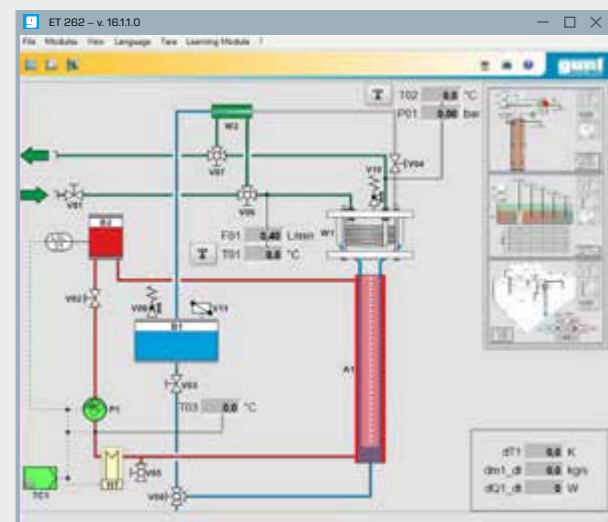 ET 262 – v. 16.1.1.0
File Modules View Language Tare Learning Module ?
gunt
T T02 0.0 °C
P01 0.00 bar
W2
V07
V04
V10
V01
V06
B2
F01 0.40 L/min
W1
T T01 0.0 °C
V02
V11
B1
A1
V03
T03 0.0 °C
P1
dT1 0.0 K
dm1_dt 0.0 kg/s
dQ1_dt 0 W
TC1
H1
V05